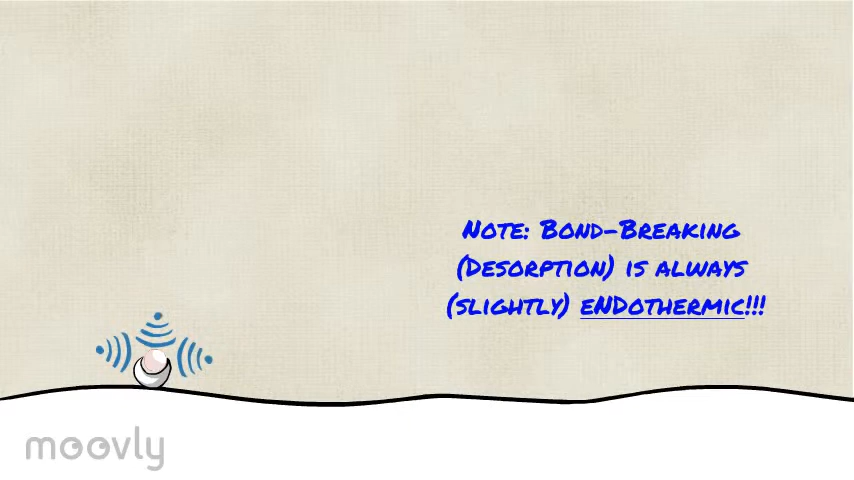 Note: Bond-Breaking
(Desorption) is always
(slightly) eNDothermic!!!
moovly